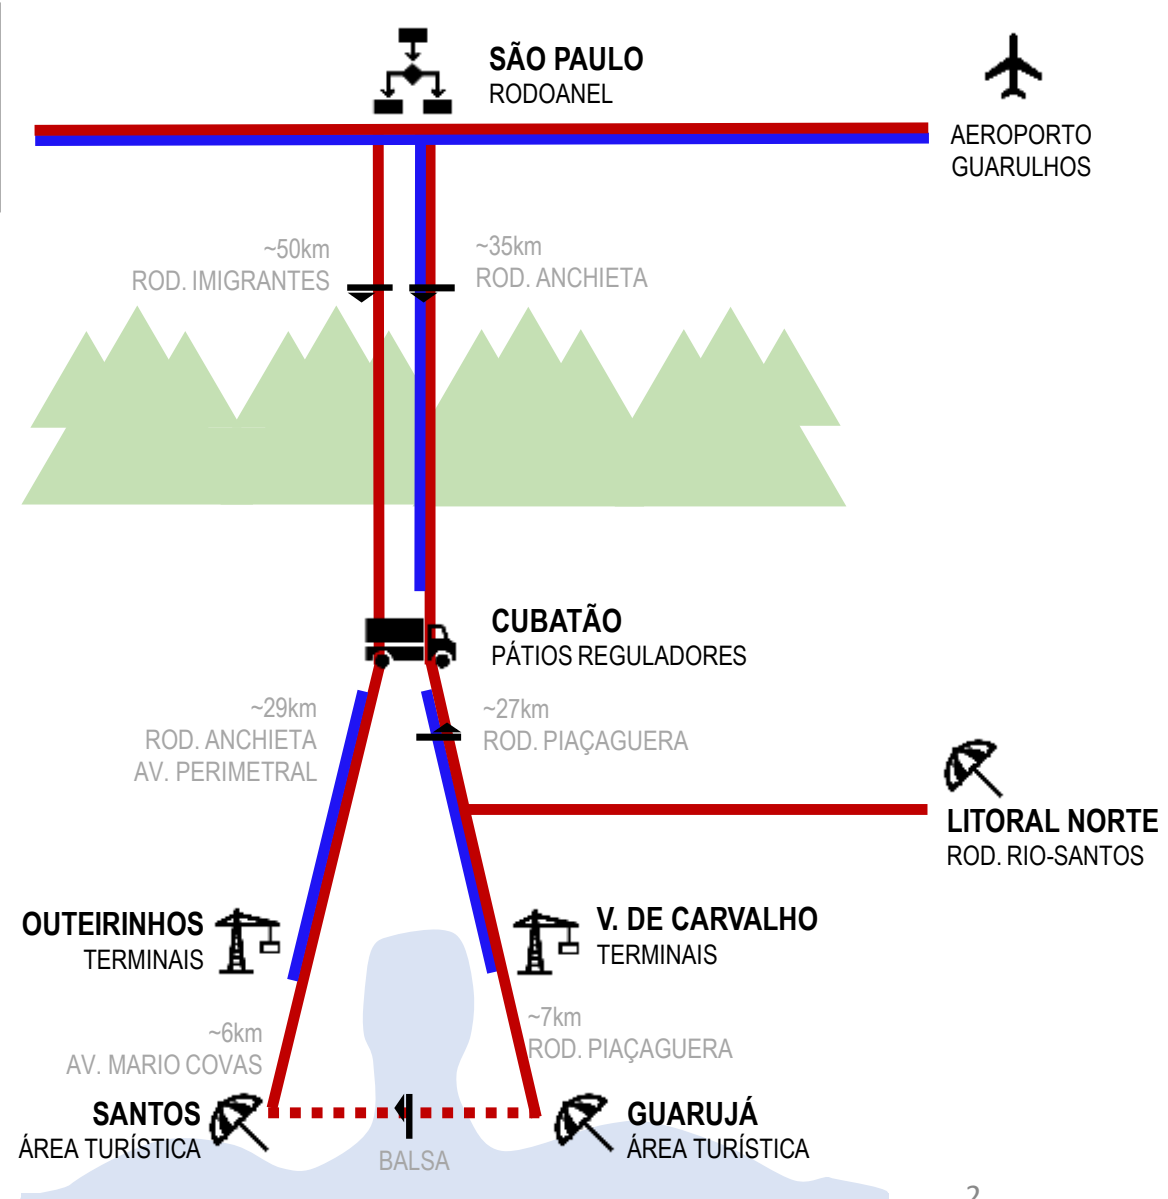 SÃO PAULO
RODOANEL
AEROPORTO
GUARULHOS
~50km
ROD. IMIGRANTES
~35km
ROD. ANCHIETA
CUBATÃO
PÁTIOS REGULADORES
~29km
ROD. ANCHIETA
AV. PERIMETRAL
~27km
ROD. PIAÇAGUERA
LITORAL NORTE
ROD. RIO-SANTOS
OUTEIRINHOS
TERMINAIS
V. DE CARVALHO
TERMINAIS
~6km
AV. MARIO COVAS
~7km
ROD. PIAÇAGUERA
SANTOS
ÁREA TURÍSTICA
BALSA
GUARUJÁ
ÁREA TURÍSTICA
2